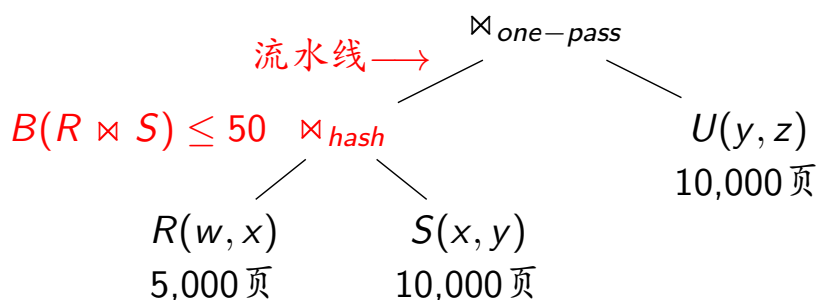 ⋈one−pass
流水线⟶
B(R ⋈ S) ≤ 50 ⋈hash
U(y, z)
10,000页
R(w, x) S(x, y)
5,000页 10,000页